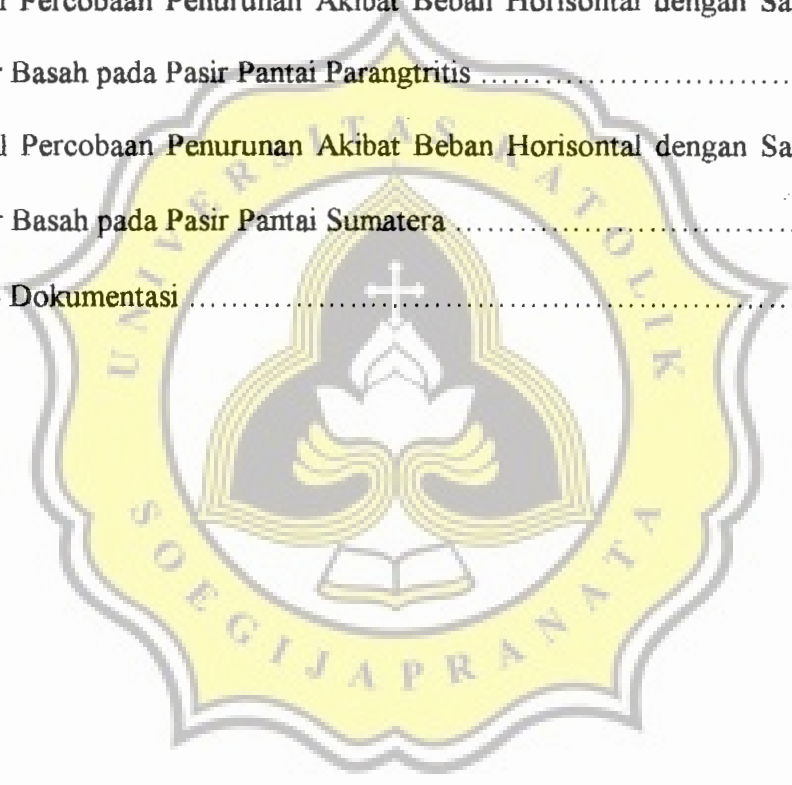 Percobaan Penurunan Akibat Beban Horisontal dengan Sa
Basah pada Pasir Pantai Parangtritis ..............................
l Percobaan Penurunan Akibat Beban Horisontal dengan Sa
Basah pada Pasir Pantai Sumatera ..............................
Dokumentasi ............................................................
UNIVERSITAS KATOLIK
SOEGIJAPRANATA